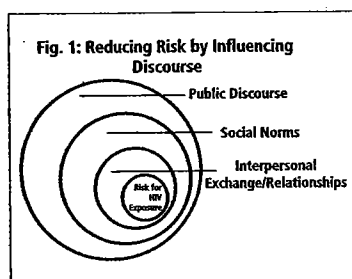 Fig. 1: Reducing Risk by Influencing
Discourse
Public Discourse
Social Norms
Interpersonal
Exchange/Relationships
Risk for
HIV
Exposure